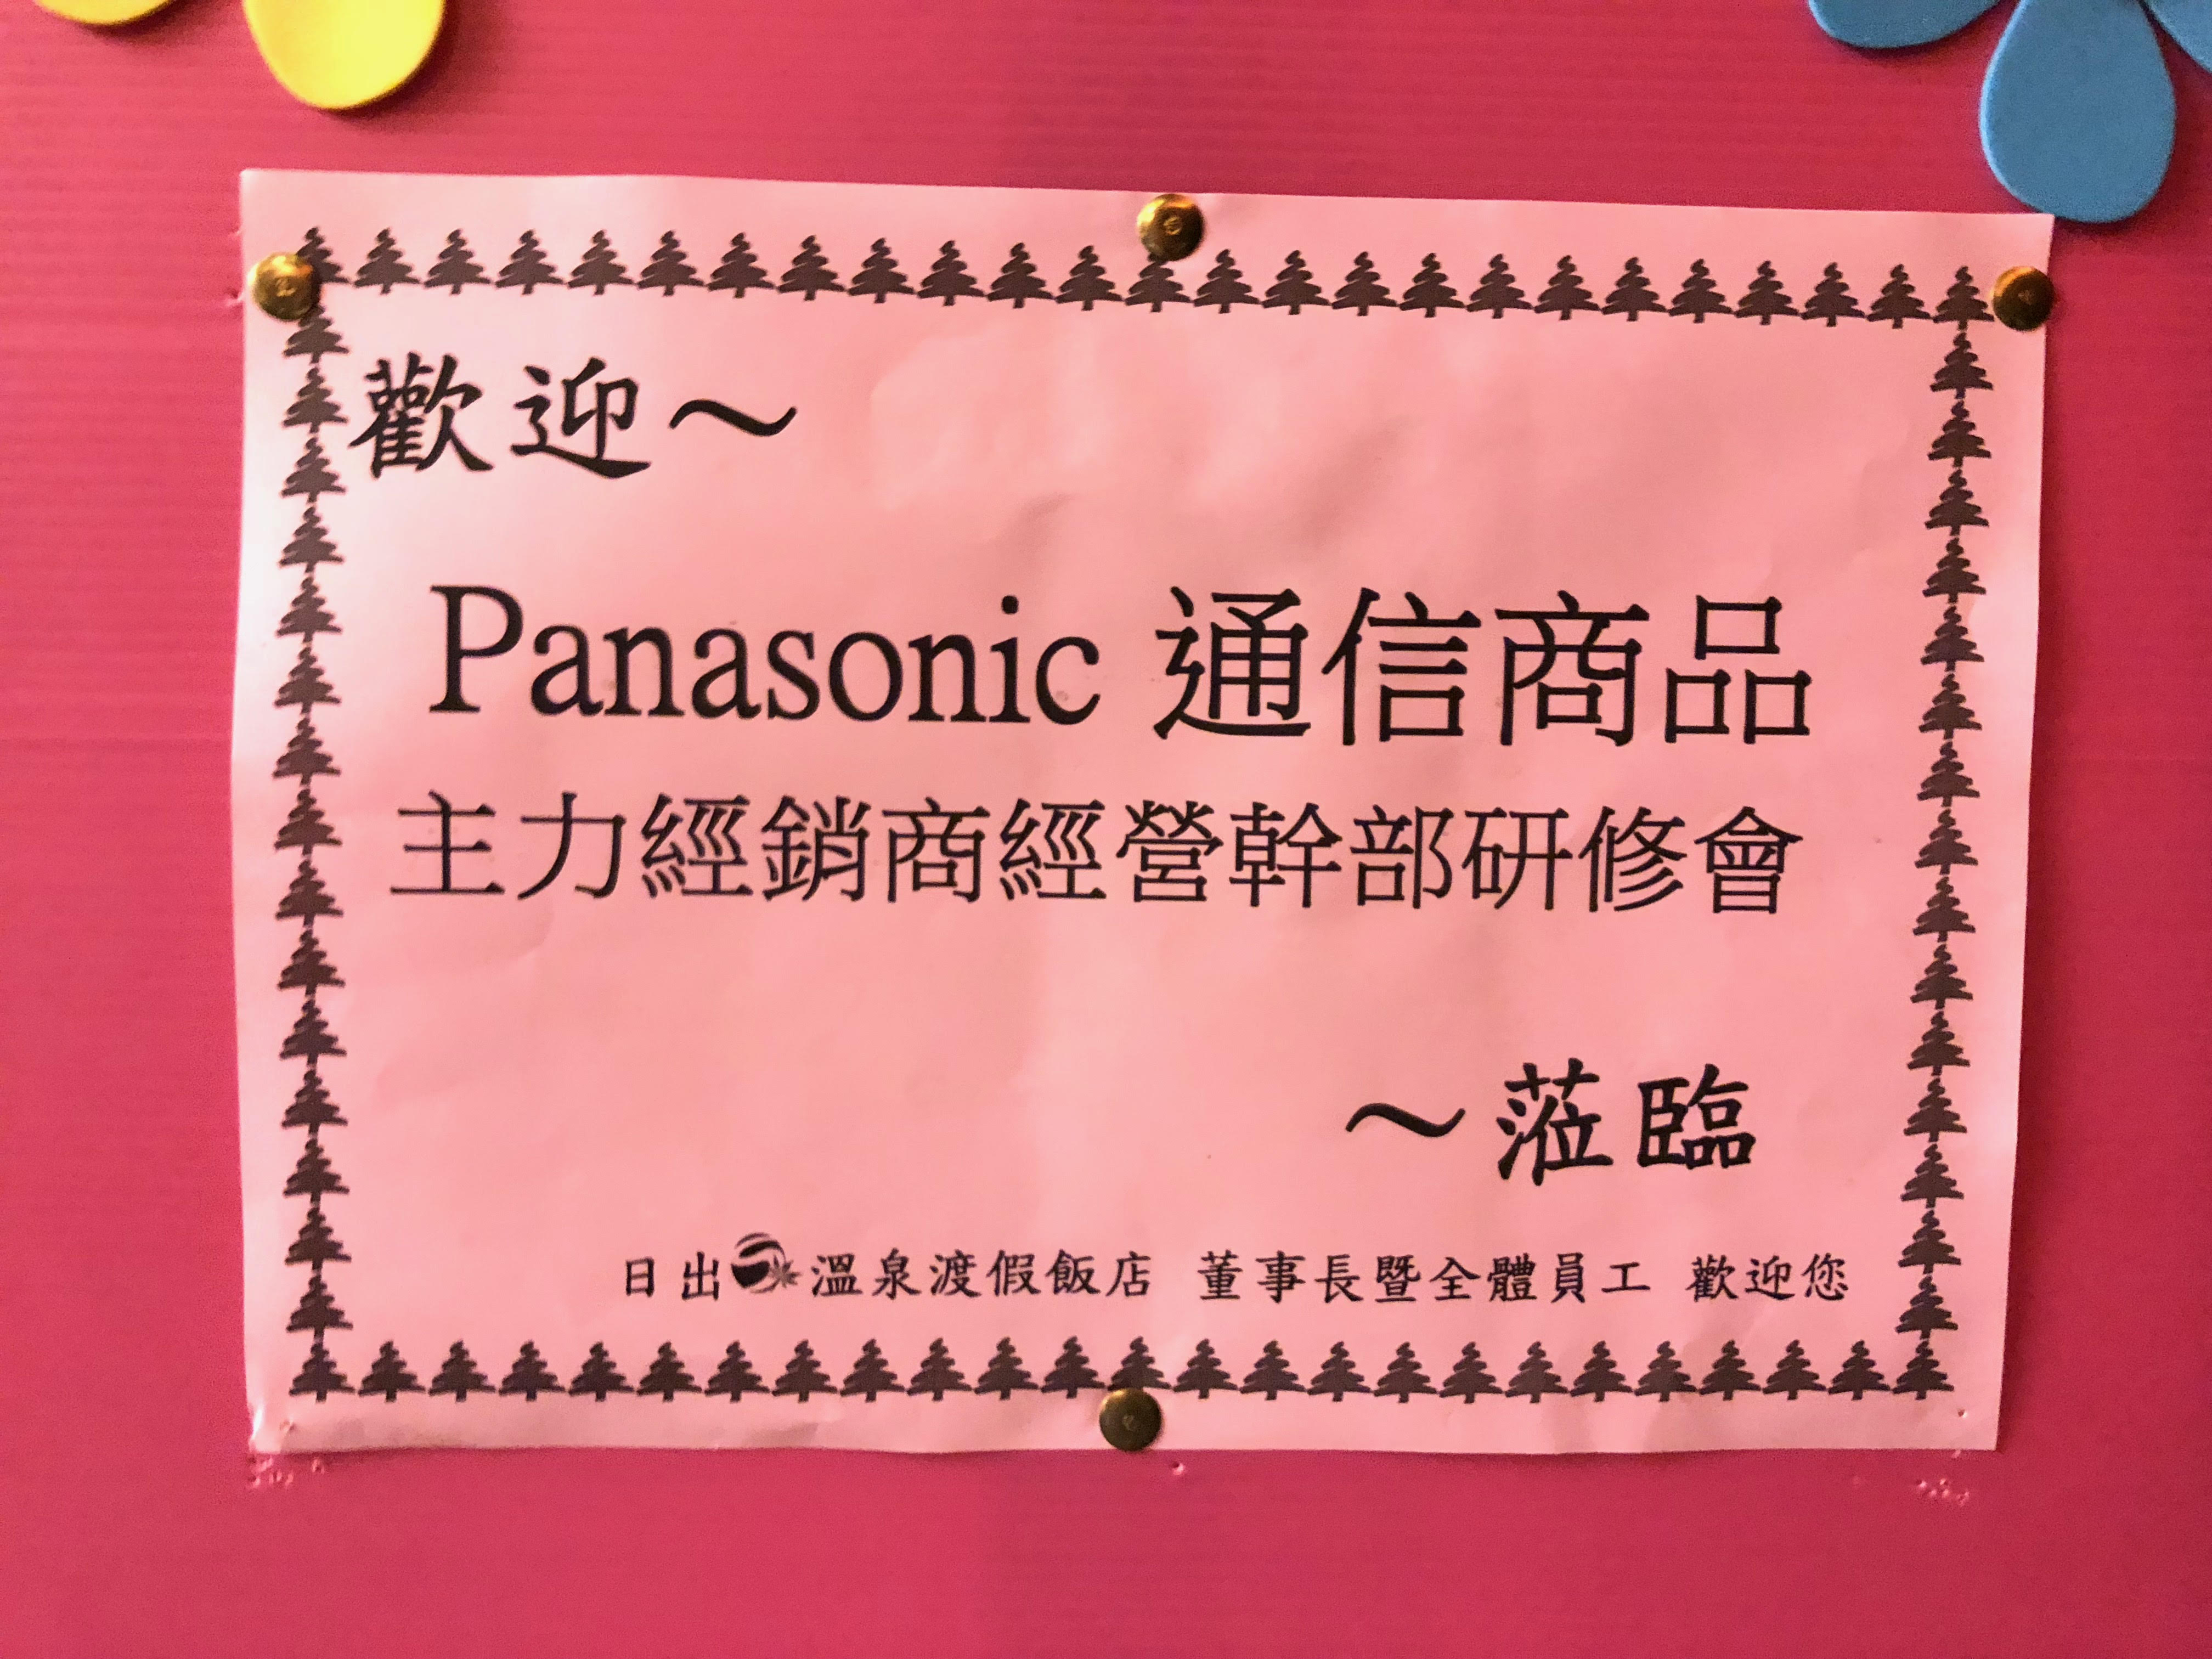 歡迎～
Panasonic 通信商品
主力經銷商經營幹部研修會
～蒞臨
日出溫泉渡假飯店 董事長暨全體員工 歡迎您